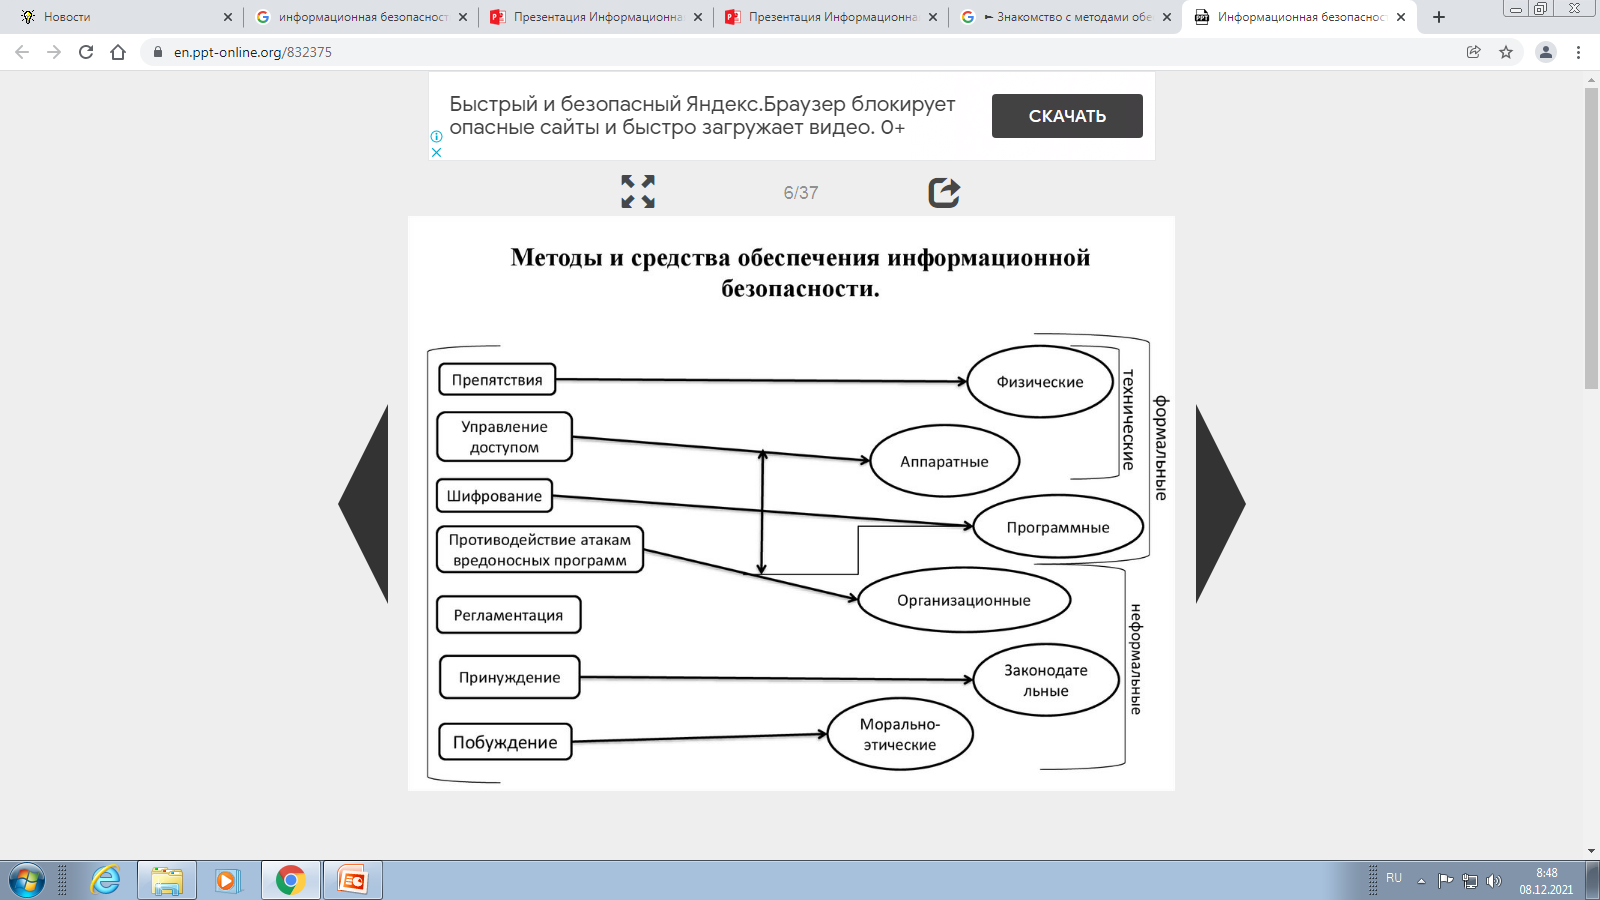 Новости
информационная безопасност
Презентация Информационна
Презентация Информационна
Знакомство с методами обе
Информационная безопасност
en.ppt-online.org/832375
Быстрый и безопасный Яндекс.Браузер блокирует
опасные сайты и быстро загружает видео. 0+
СКАЧАТЬ
6/37
Методы и средства обеспечения информационной
безопасности.
Препятствия
Управление
доступом
Шифрование
Противодействие атакам
вредоносных программ
Регламентация
Принуждение
Побуждение
Физические
Аппаратные
Программные
Организационные
Законодате
льные
Морально-
этические
технические
формальные
неформальные
RU
8:48
08.12.2021